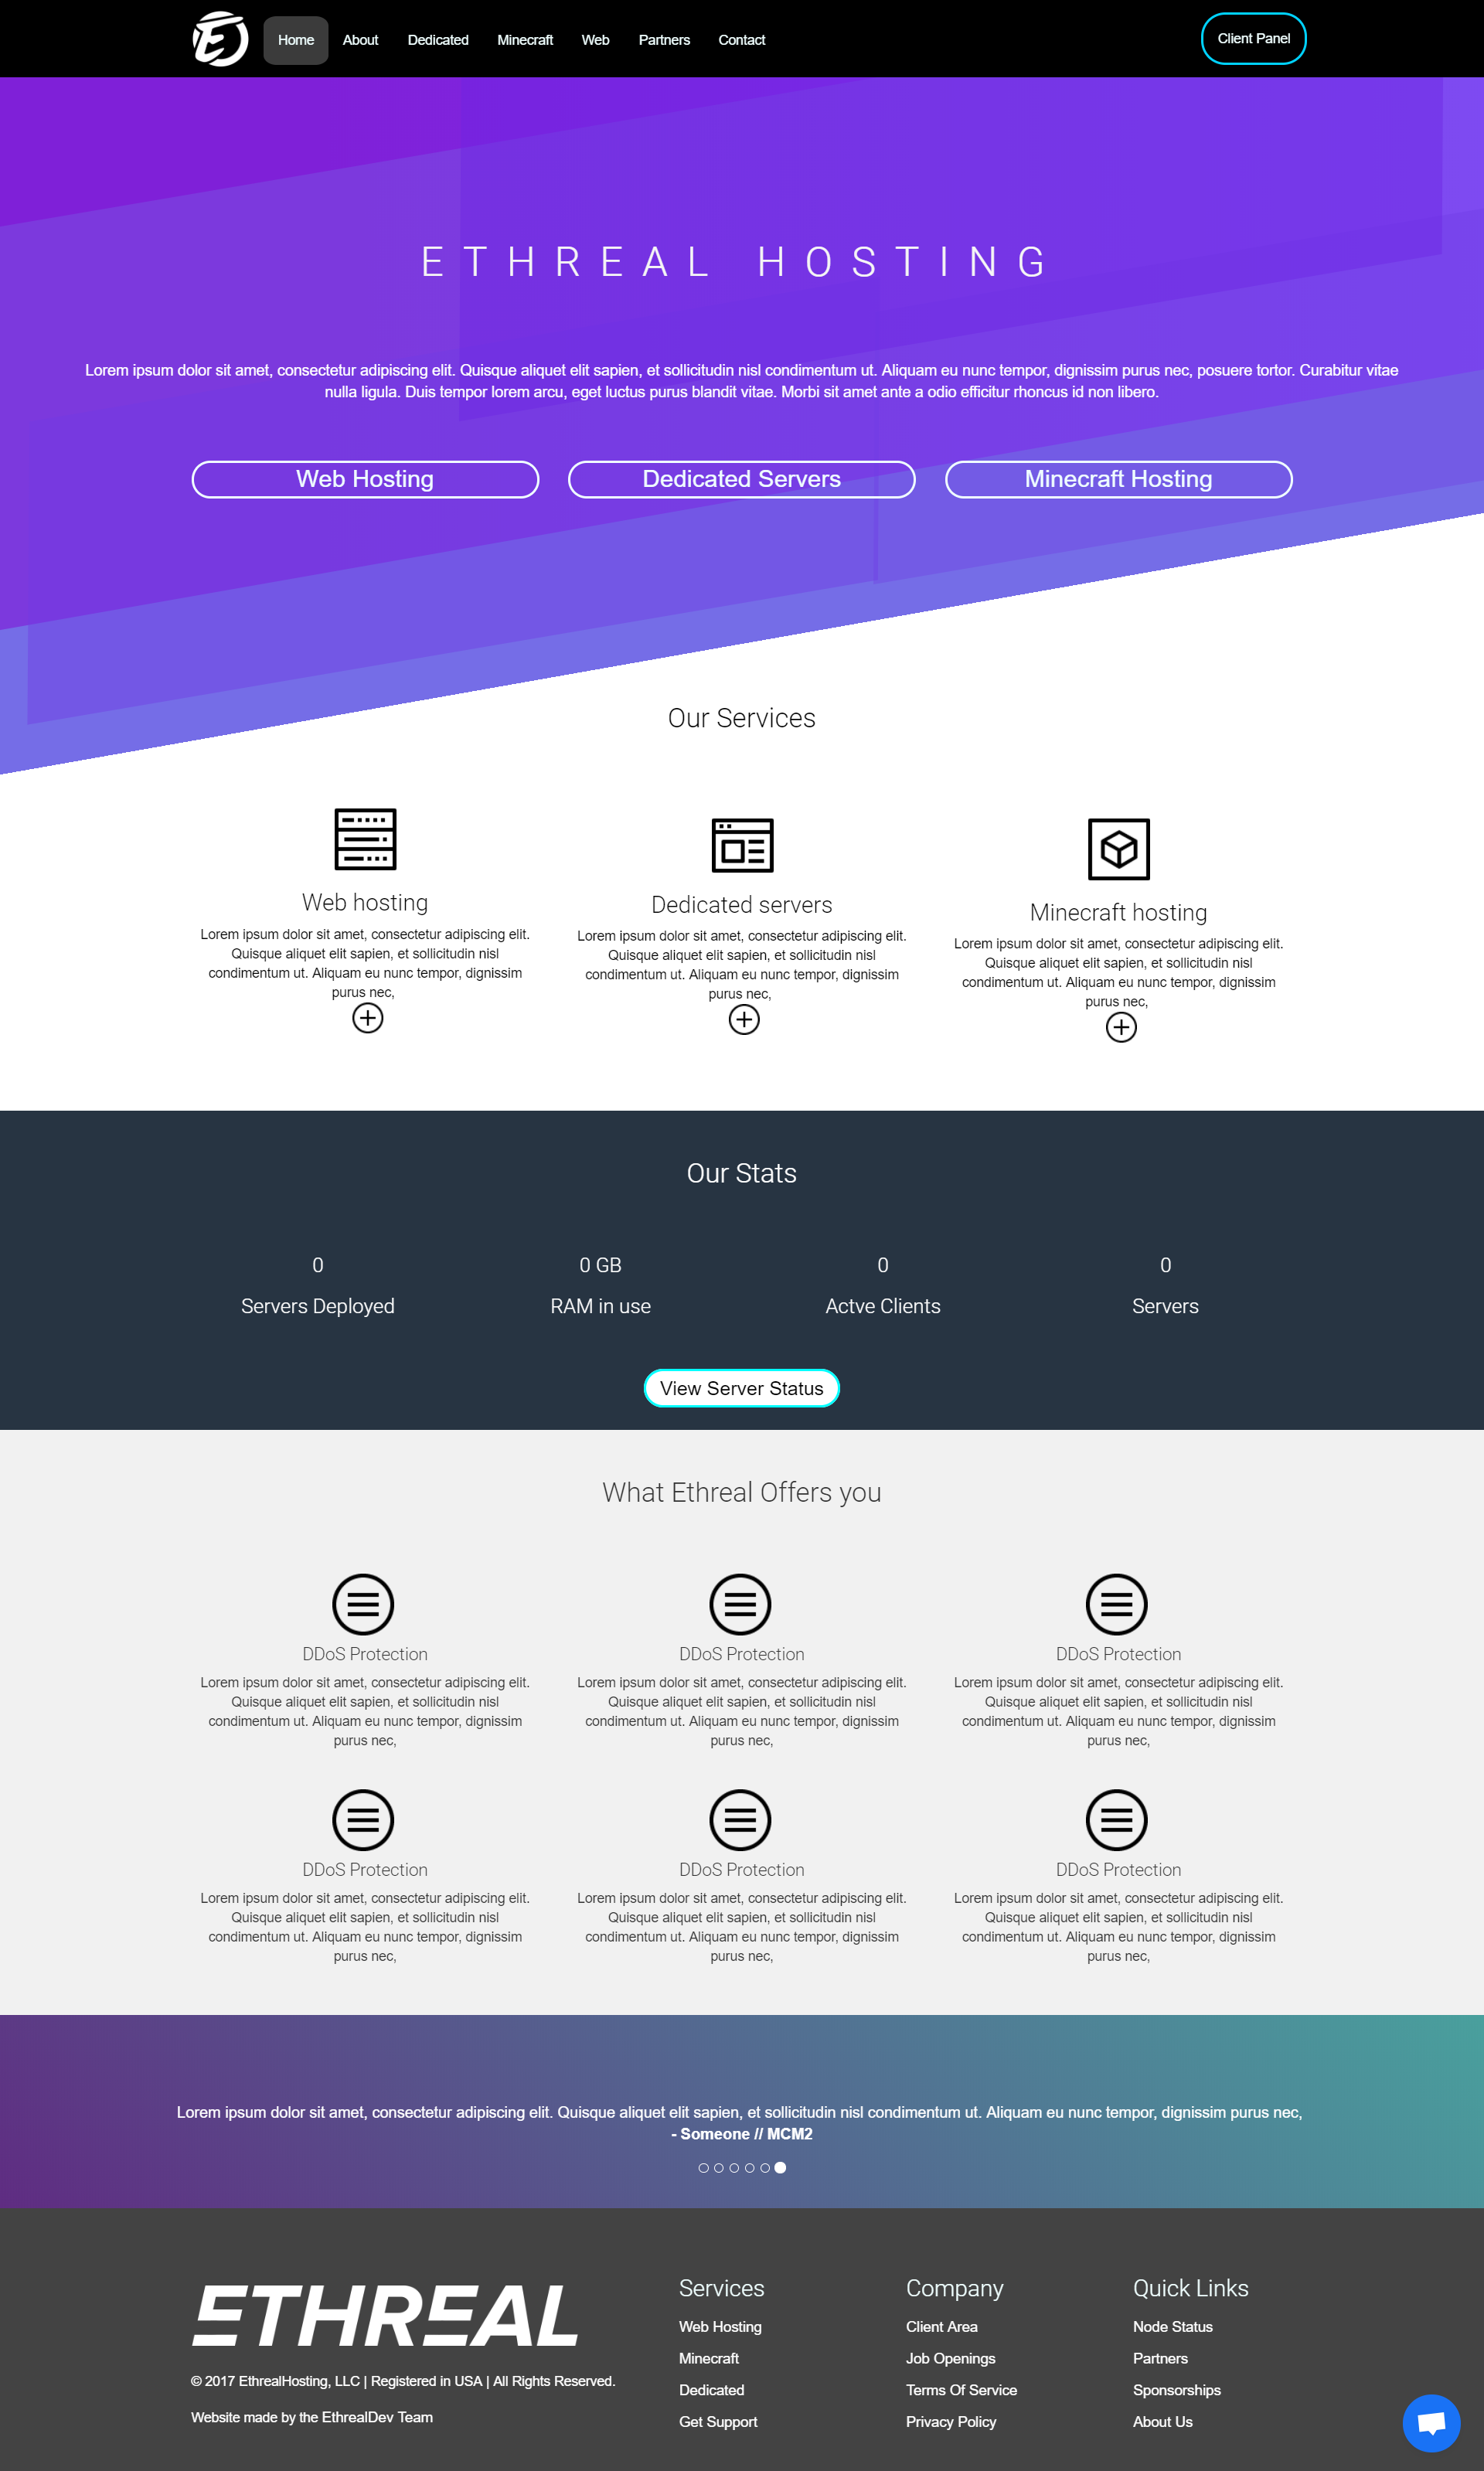 Home About Dedicated Minecraft Web Partners Contact Client Panel
ETHREAL HOSTING
Lorem ipsum dolor sit amet, consectetur adipiscing elit. Quisque aliquet elit sapien, et sollicitudin nisl condimentum ut. Aliquam eu nunc tempor, dignissim purus nec, posuere tortor. Curabitur vitae
nulla ligula. Duis tempor lorem arcu, eget luctus purus blandit vitae. Morbi sit amet ante a odio efficitur rhoncus id non libero.
Web Hosting Dedicated Servers Minecraft Hosting
Our Services
Web hosting
Lorem ipsum dolor sit amet, consectetur adipiscing elit.
Quisque aliquet elit sapien, et sollicitudin nisl
condimentum ut. Aliquam eu nunc tempor, dignissim
purus nec,
Dedicated servers
Lorem ipsum dolor sit amet, consectetur adipiscing elit.
Quisque aliquet elit sapien, et sollicitudin nisl
condimentum ut. Aliquam eu nunc tempor, dignissim
purus nec,
Minecraft hosting
Lorem ipsum dolor sit amet, consectetur adipiscing elit.
Quisque aliquet elit sapien, et sollicitudin nisl
condimentum ut. Aliquam eu nunc tempor, dignissim
purus nec,
Our Stats
0
Servers Deployed
0 GB
RAM in use
0
Actve Clients
0
Servers
View Server Status
What Ethreal Offers you
DDoS Protection
Lorem ipsum dolor sit amet, consectetur adipiscing elit.
Quisque aliquet elit sapien, et sollicitudin nisl
condimentum ut. Aliquam eu nunc tempor, dignissim
purus nec,
DDoS Protection
Lorem ipsum dolor sit amet, consectetur adipiscing elit.
Quisque aliquet elit sapien, et sollicitudin nisl
condimentum ut. Aliquam eu nunc tempor, dignissim
purus nec,
DDoS Protection
Lorem ipsum dolor sit amet, consectetur adipiscing elit.
Quisque aliquet elit sapien, et sollicitudin nisl
condimentum ut. Aliquam eu nunc tempor, dignissim
purus nec,
DDoS Protection
Lorem ipsum dolor sit amet, consectetur adipiscing elit.
Quisque aliquet elit sapien, et sollicitudin nisl
condimentum ut. Aliquam eu nunc tempor, dignissim
purus nec,
DDoS Protection
Lorem ipsum dolor sit amet, consectetur adipiscing elit.
Quisque aliquet elit sapien, et sollicitudin nisl
condimentum ut. Aliquam eu nunc tempor, dignissim
purus nec,
DDoS Protection
Lorem ipsum dolor sit amet, consectetur adipiscing elit.
Quisque aliquet elit sapien, et sollicitudin nisl
condimentum ut. Aliquam eu nunc tempor, dignissim
purus nec,
Lorem ipsum dolor sit amet, consectetur adipiscing elit. Quisque aliquet elit sapien, et sollicitudin nisl condimentum ut. Aliquam eu nunc tempor, dignissim purus nec,
- Someone // MCM2
ETHREAL
© 2017 EthrealHosting, LLC | Registered in USA | All Rights Reserved.
Website made by the EthrealDev Team
Services
Web Hosting
Minecraft
Dedicated
Get Support
Company
Client Area
Job Openings
Terms Of Service
Privacy Policy
Quick Links
Node Status
Partners
Sponsorships
About Us